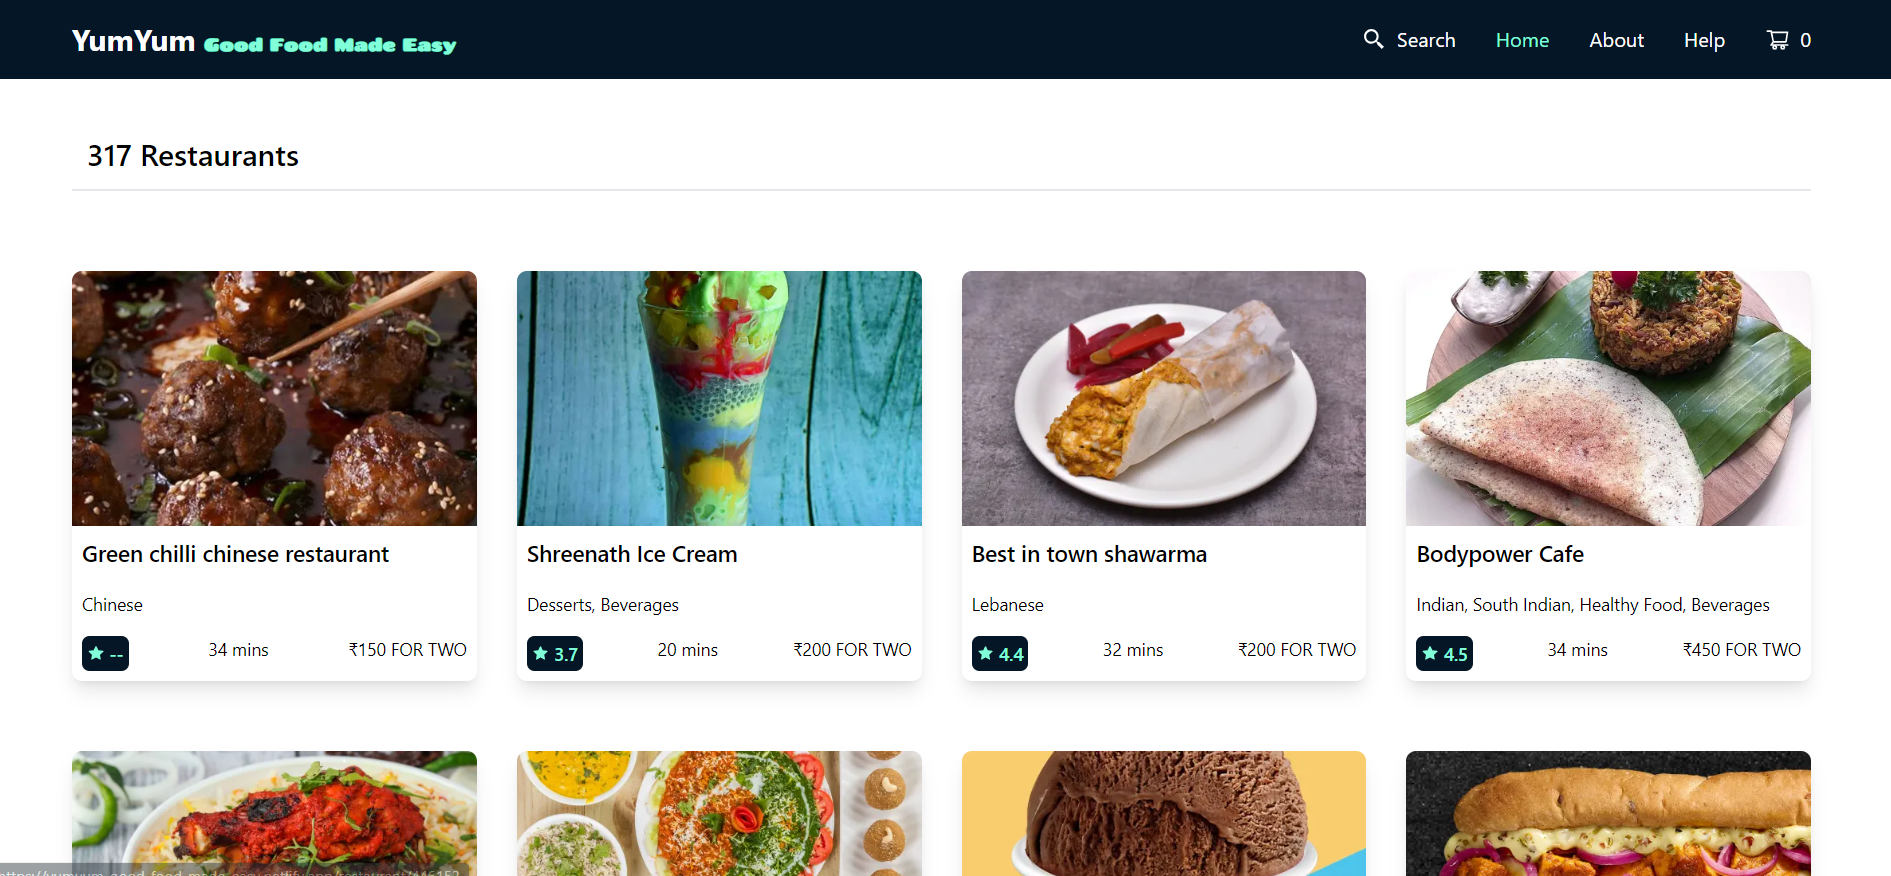 YumYum Good Food Made Easy
Search Home About Help 0
317 Restaurants
Green chilli chinese restaurant
Chinese
-- 34 mins ₹150 FOR TWO
Shreenath Ice Cream
Desserts, Beverages
3.7 20 mins ₹200 FOR TWO
Best in town shawarma
Lebanese
4.4 32 mins ₹200 FOR TWO
Bodypower Cafe
Indian, South Indian, Healthy Food, Beverages
4.5 34 mins ₹450 FOR TWO